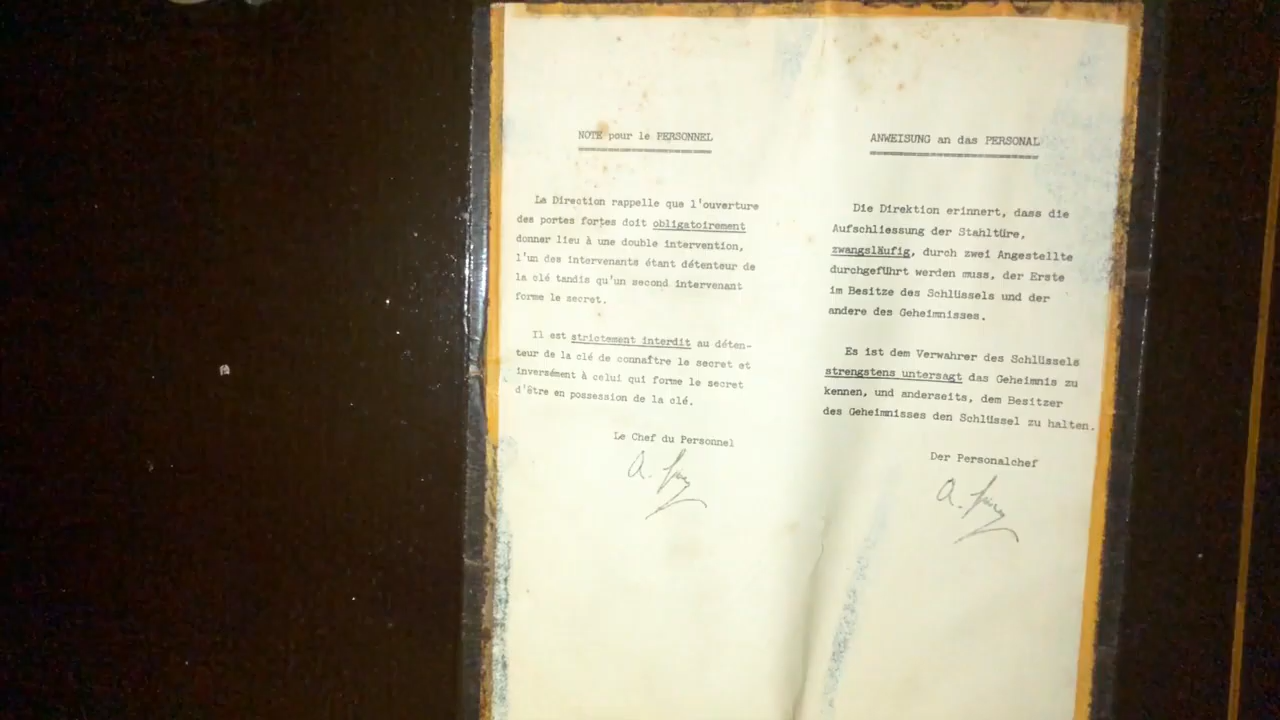 NOTE pour le PERSONNEL
La Direction rappelle que l'ouverture
des portes fortes doit obligatoirement
donner lieu à une double intervention,
l'un des intervenants étant détenteur de
la clé tandis qu'un second intervenant
forme le secret.
Il est strictement interdit au déten-
teur de la clé de connaître le secret et
inversément à celui qui forme le secret
d'être en possession de la clé.
Le Chef du Personnel
ANWEISUNG an das PERSONAL
Die Direktion erinnert, dass die
Aufschliessung der Stahltüre,
zwangsläufig, durch zwei Angestellte
durchgeführt werden muss, der Erste
im Besitze des Schlüssels und der
andere des Geheimnisses.
Es ist dem Verwahrer des Schlüssels
strengstens untersagt das Geheimnis zu
kennen, und anderseits, dem Besitzer
des Geheimnisses den Schlüssel zu halten.
Der Personalchef